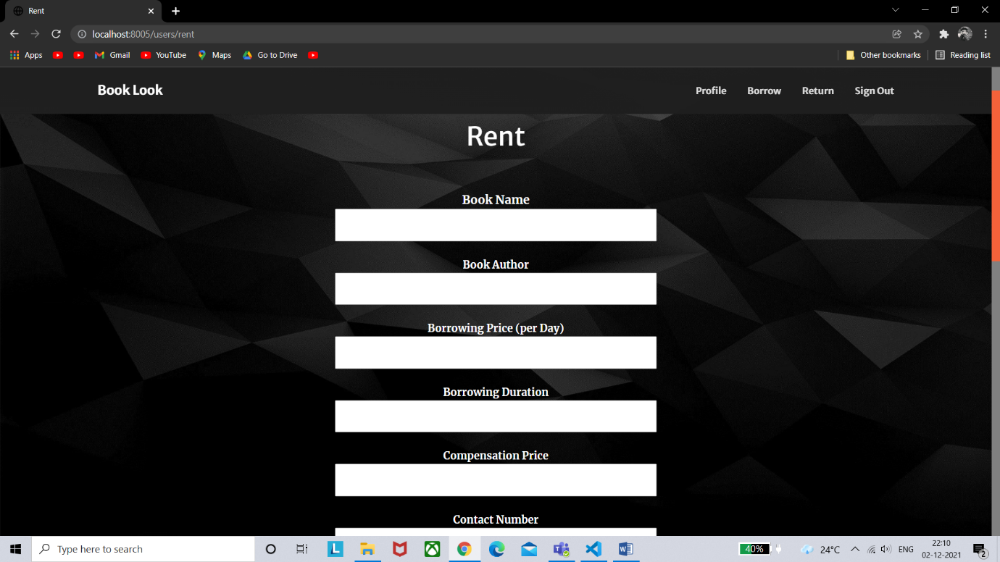 Rent
localhost:8005/users/rent
Apps Gmail YouTube Maps Go to Drive Other bookmarks Reading list
Book Look Profile Borrow Return Sign Out
Rent
Book Name
Book Author
Borrowing Price (per Day)
Borrowing Duration
Compensation Price
Contact Number
Type here to search L W 40% 24°C ENG 22:10
02-12-2021 2